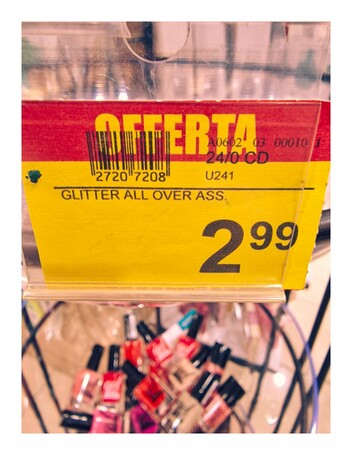 OFFERTA
A0602 03 00010 1
24/0 CD
2720 7208
U241
GLITTER ALL OVER ASS
2 99